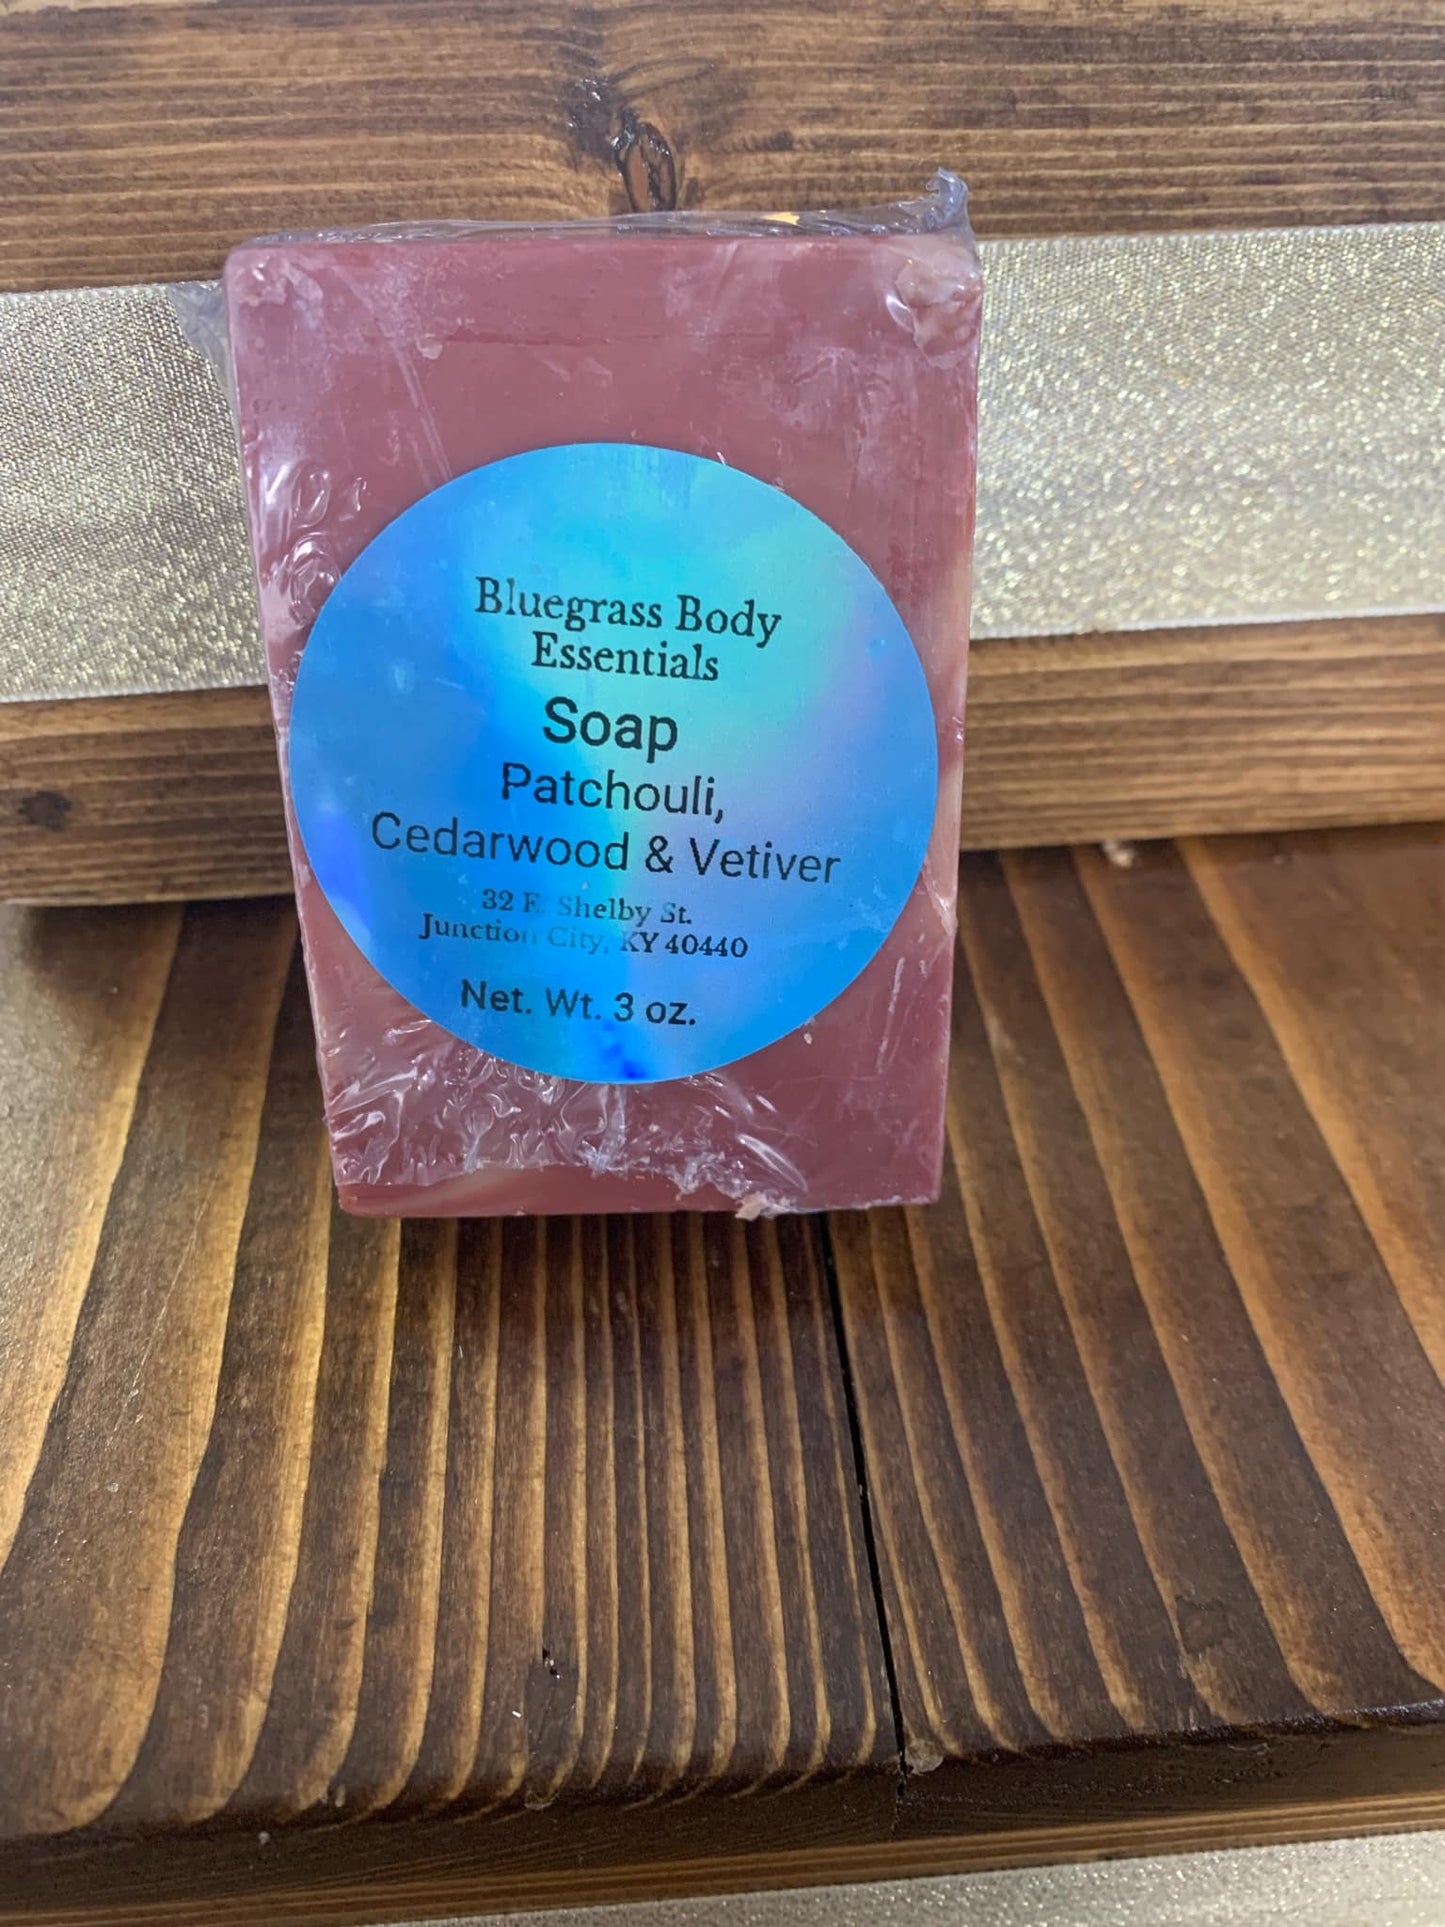 Bluegrass Body
Essentials
Soap
Patchouli,
Cedarwood & Vetiver
32 E. Shelby St.
Junction City, KY 40440
Net. Wt. 3 oz.